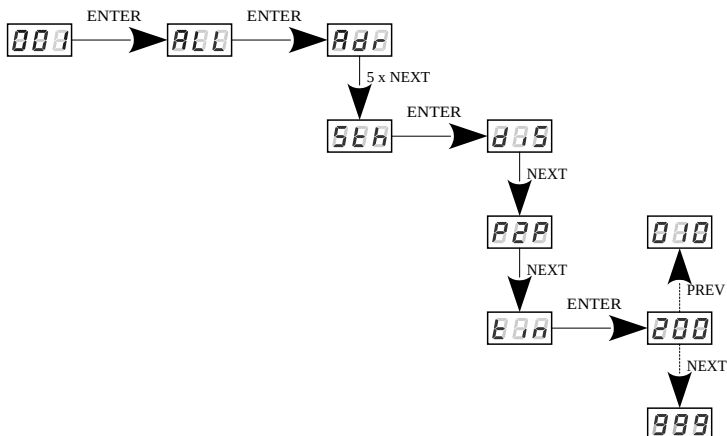 ENTER ENTER
001 ALL Adr
5 x NEXT
ENTER
Sth diS
NEXT
P2P 010
NEXT PREV
ENTER
tin 200
NEXT
999